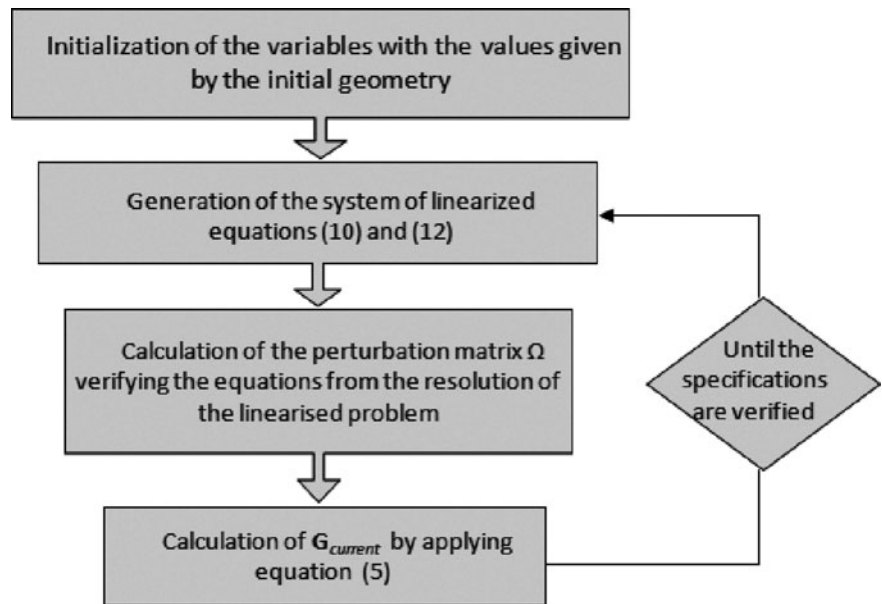 Initialization of the variables with the values given
by the initial geometry
Generation of the system of linearized
equations (10) and (12)
Calculation of the perturbation matrix Ω
verifying the equations from the resolution of
the linearised problem
Until the
specifications
are verified
Calculation of G_current by applying
equation (5)